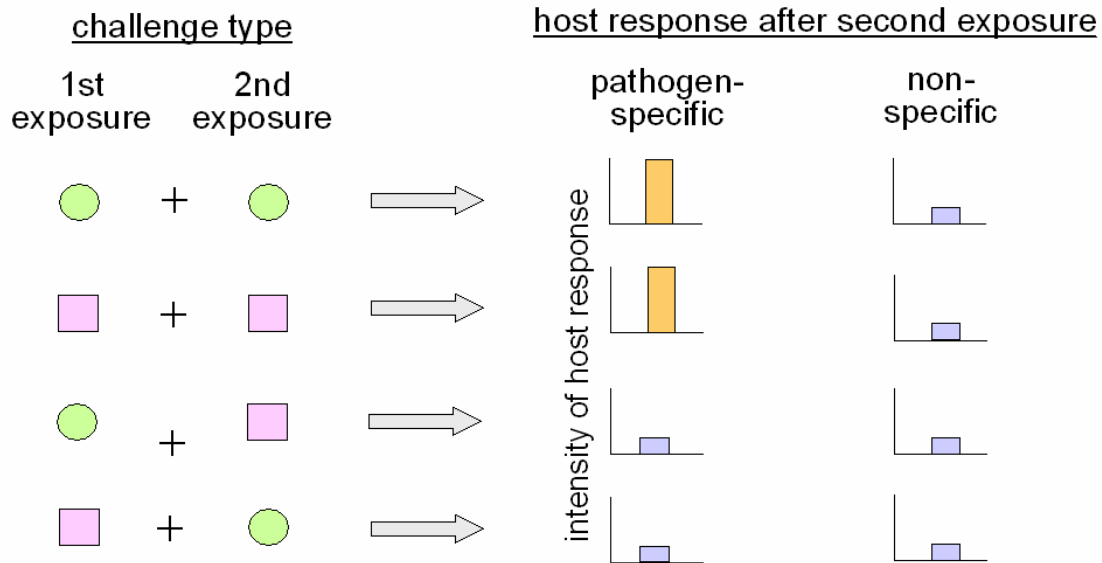 challenge type
host response after second exposure
1st
exposure
2nd
exposure
pathogen-
specific
non-
specific
+
+
+
+
intensity of host response